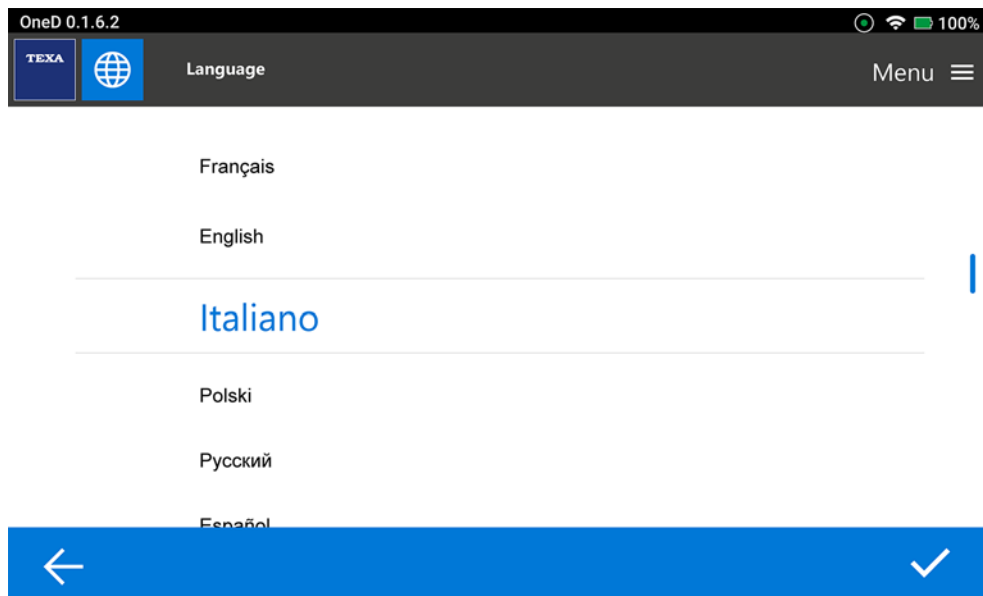 OneD 0.1.6.2
100%
TEXA
Language
Menu
Français
English
Italiano
Polski
Русский
Español